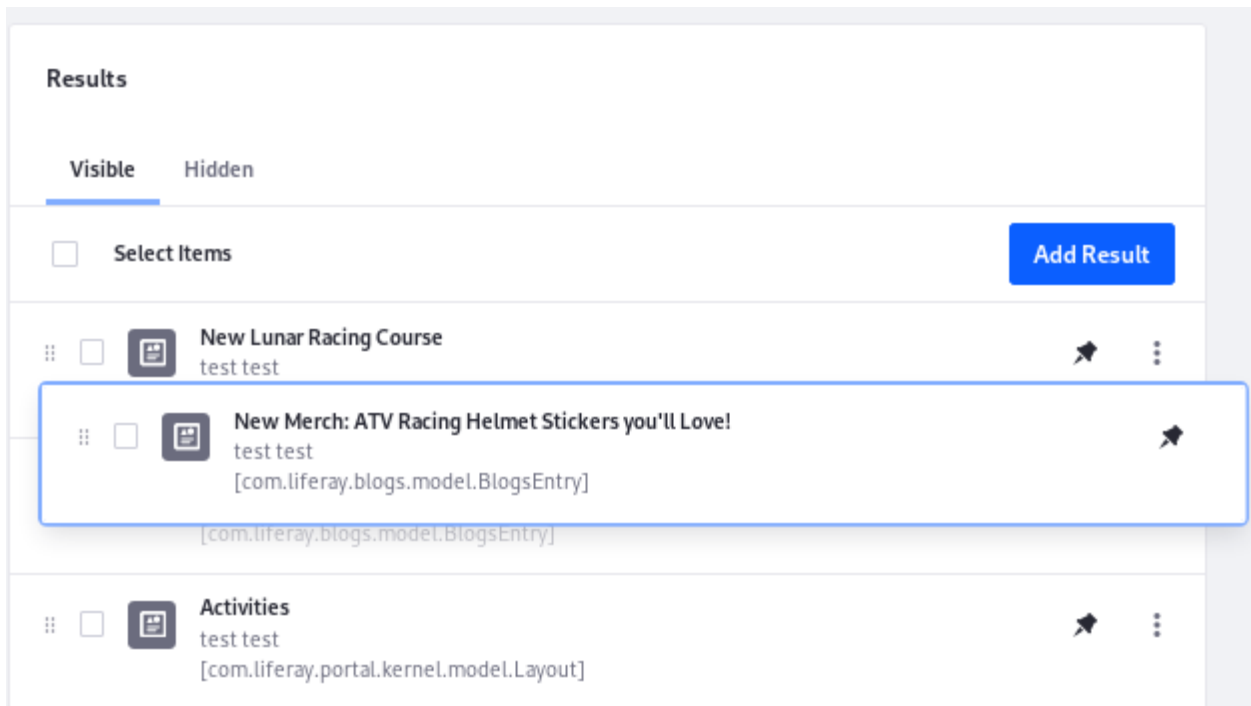 Results
Visible Hidden
Select Items Add Result
New Lunar Racing Course
test test
New Merch: ATV Racing Helmet Stickers you'll Love!
test test
[com.liferay.blogs.model.BlogsEntry]
[com.liferay.blogs.model.BlogsEntry]
Activities
test test
[com.liferay.portal.kernel.model.Layout]